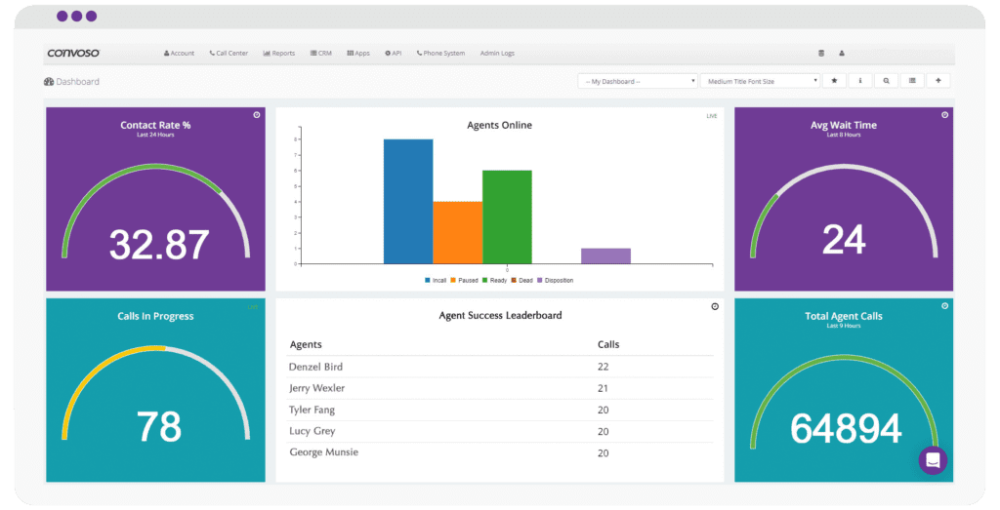 convoso
Account Call Center Reports CRM Apps API Phone System Admin Logs
Dashboard
-- My Dashboard -- Medium Title Font Size
Contact Rate %
Last 24 Hours
32.87
LIVE
Agents Online
8
7
6
5
4
3
2
1
0
0
Incall Paused Ready Dead Disposition
Avg Wait Time
Last 8 Hours
24
LIVE
Calls In Progress
78
Agent Success Leaderboard
Agents Calls
Denzel Bird 22
Jerry Wexler 21
Tyler Fang 20
Lucy Grey 20
George Munsie 20
Total Agent Calls
Last 9 Hours
64894